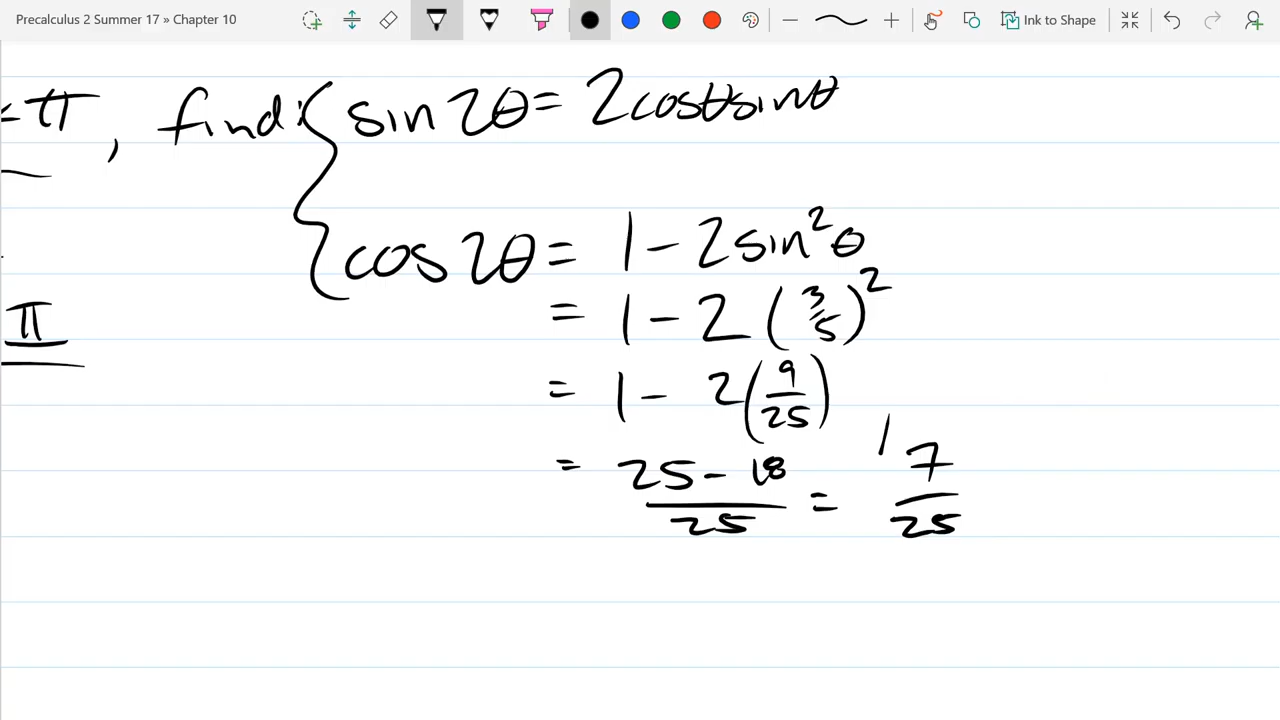 Precalculus 2 Summer 17 » Chapter 10
Ink to Shape
<π, find: sin 2θ = 2cosθsinθ
cos 2θ = 1 - 2sin²θ
π
= 1 - 2 (3/5)²
= 1 - 2(9/25)
= 25 - 18/25 = 7/25